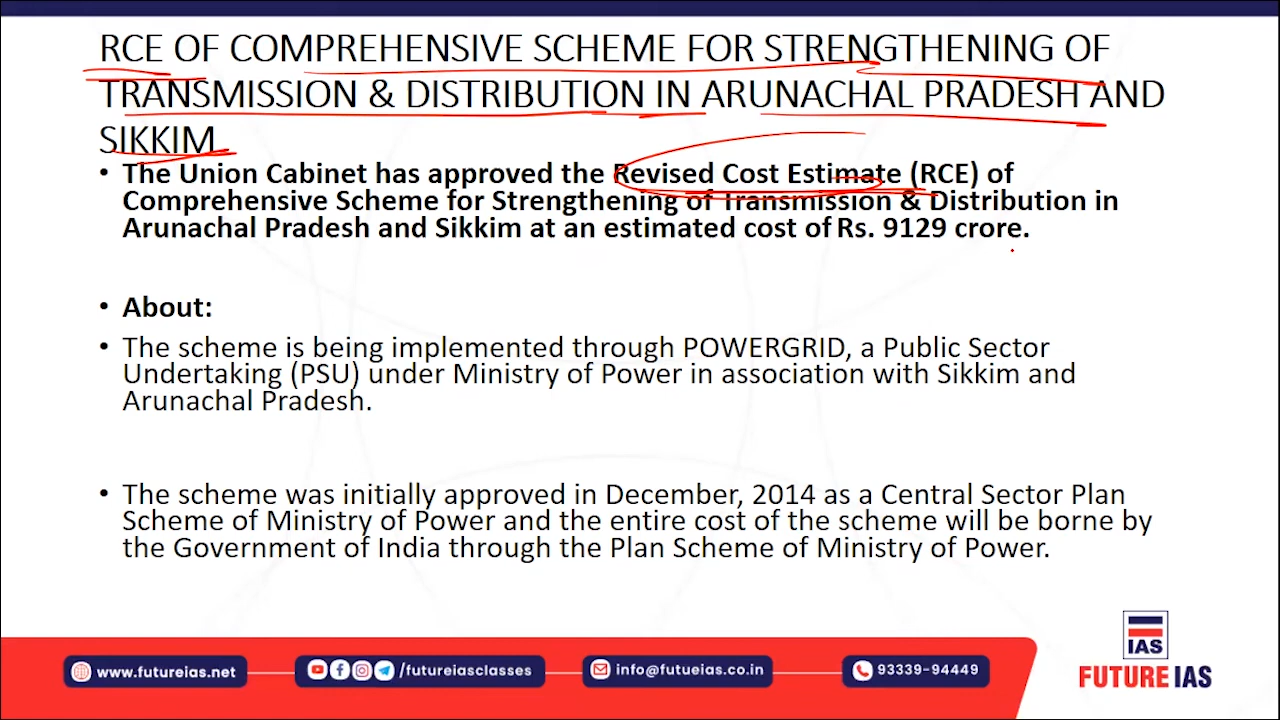 RCE OF COMPREHENSIVE SCHEME FOR STRENGTHENING OF
TRANSMISSION & DISTRIBUTION IN ARUNACHAL PRADESH AND
SIKKIM
• The Union Cabinet has approved the Revised Cost Estimate (RCE) of
Comprehensive Scheme for Strengthening of Transmission & Distribution in
Arunachal Pradesh and Sikkim at an estimated cost of Rs. 9129 crore.
• About:
• The scheme is being implemented through POWERGRID, a Public Sector
Undertaking (PSU) under Ministry of Power in association with Sikkim and
Arunachal Pradesh.
• The scheme was initially approved in December, 2014 as a Central Sector Plan
Scheme of Ministry of Power and the entire cost of the scheme will be borne by
the Government of India through the Plan Scheme of Ministry of Power.
www.futureias.net
/futureiasclasses
info@futueias.co.in
93339-94449
IAS
FUTURE IAS